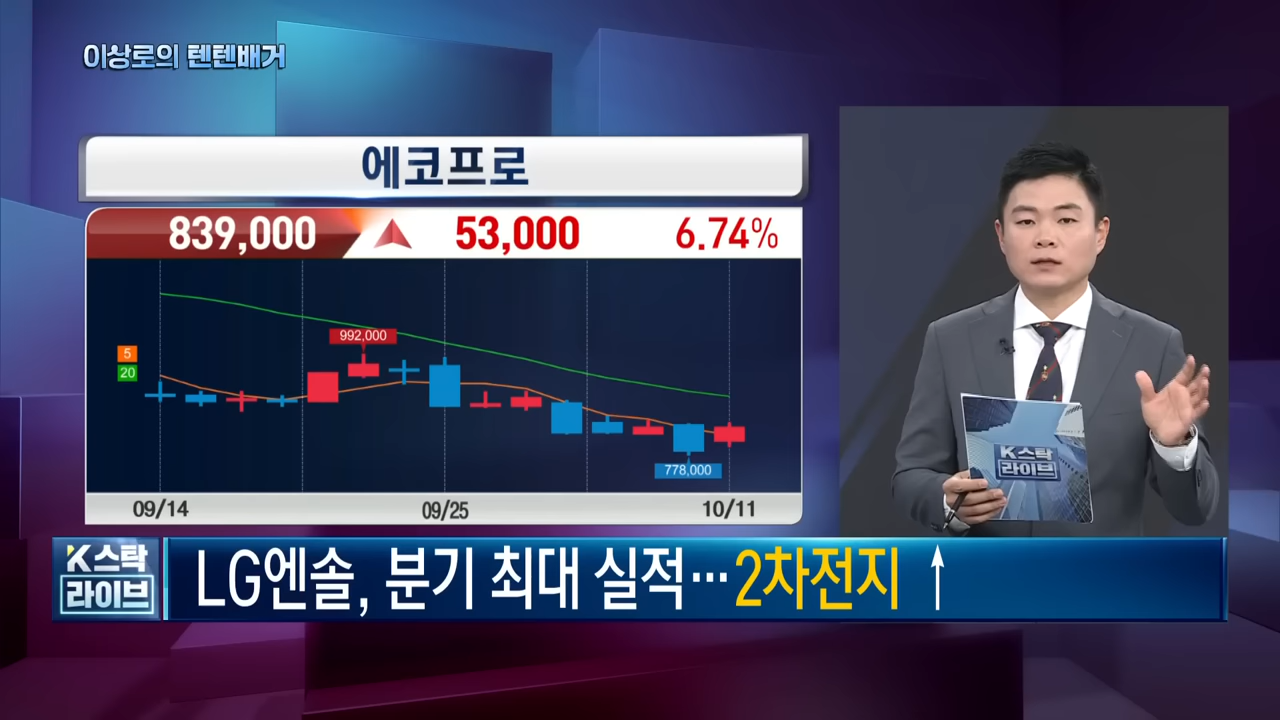 이상로의 텐텐배거
에코프로
839,000 ▲ 53,000 6.74%
992,000
5
20
778,000
09/14 09/25 10/11
K스탁
라이브
K스탁
라이브
LG엔솔, 분기 최대 실적…2차전지 ↑